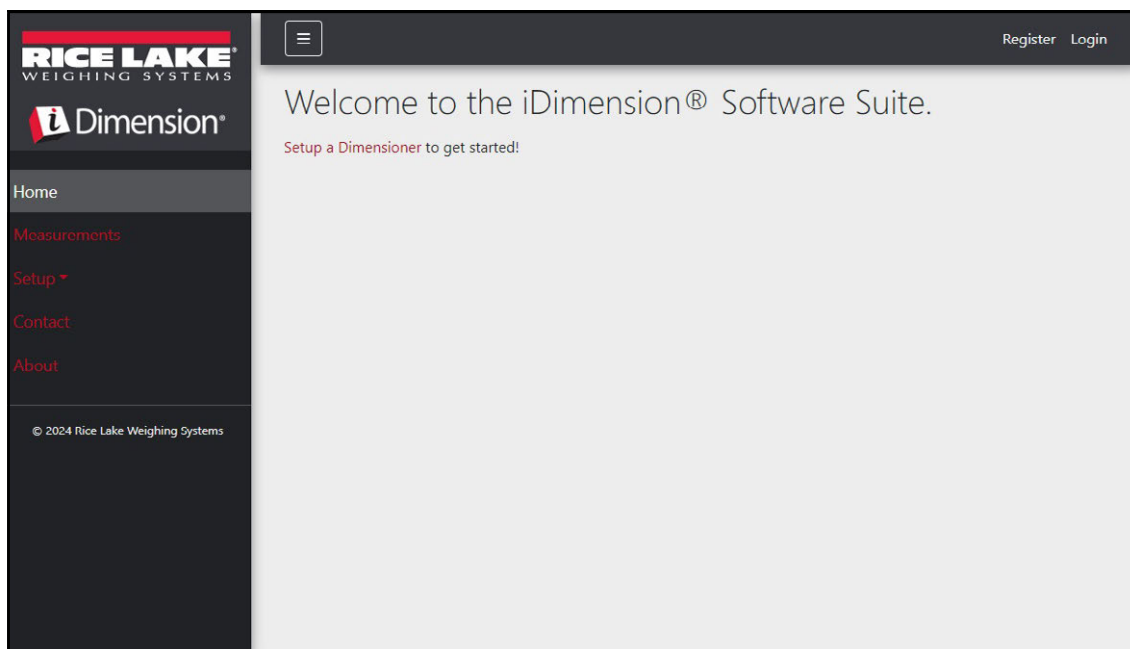 RICE LAKE®
WEIGHING SYSTEMS
i Dimension®
Home
Measurements
Setup
Contact
About
© 2024 Rice Lake Weighing Systems
Register Login
Welcome to the iDimension® Software Suite.
Setup a Dimensioner to get started!